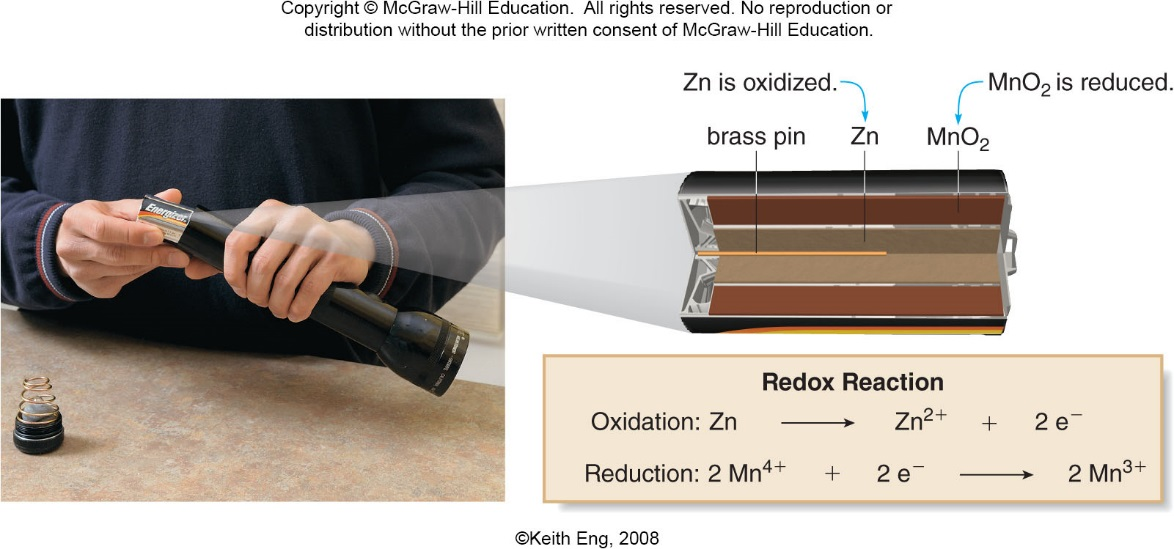 Copyright © McGraw-Hill Education. All rights reserved. No reproduction or
distribution without the prior written consent of McGraw-Hill Education.
Zn is oxidized.
MnO₂ is reduced.
brass pin
Zn
MnO₂
Energizer
Redox Reaction
Oxidation: Zn ⟶ Zn²⁺ + 2 e⁻
Reduction: 2 Mn⁴⁺ + 2 e⁻ ⟶ 2 Mn³⁺
©Keith Eng, 2008